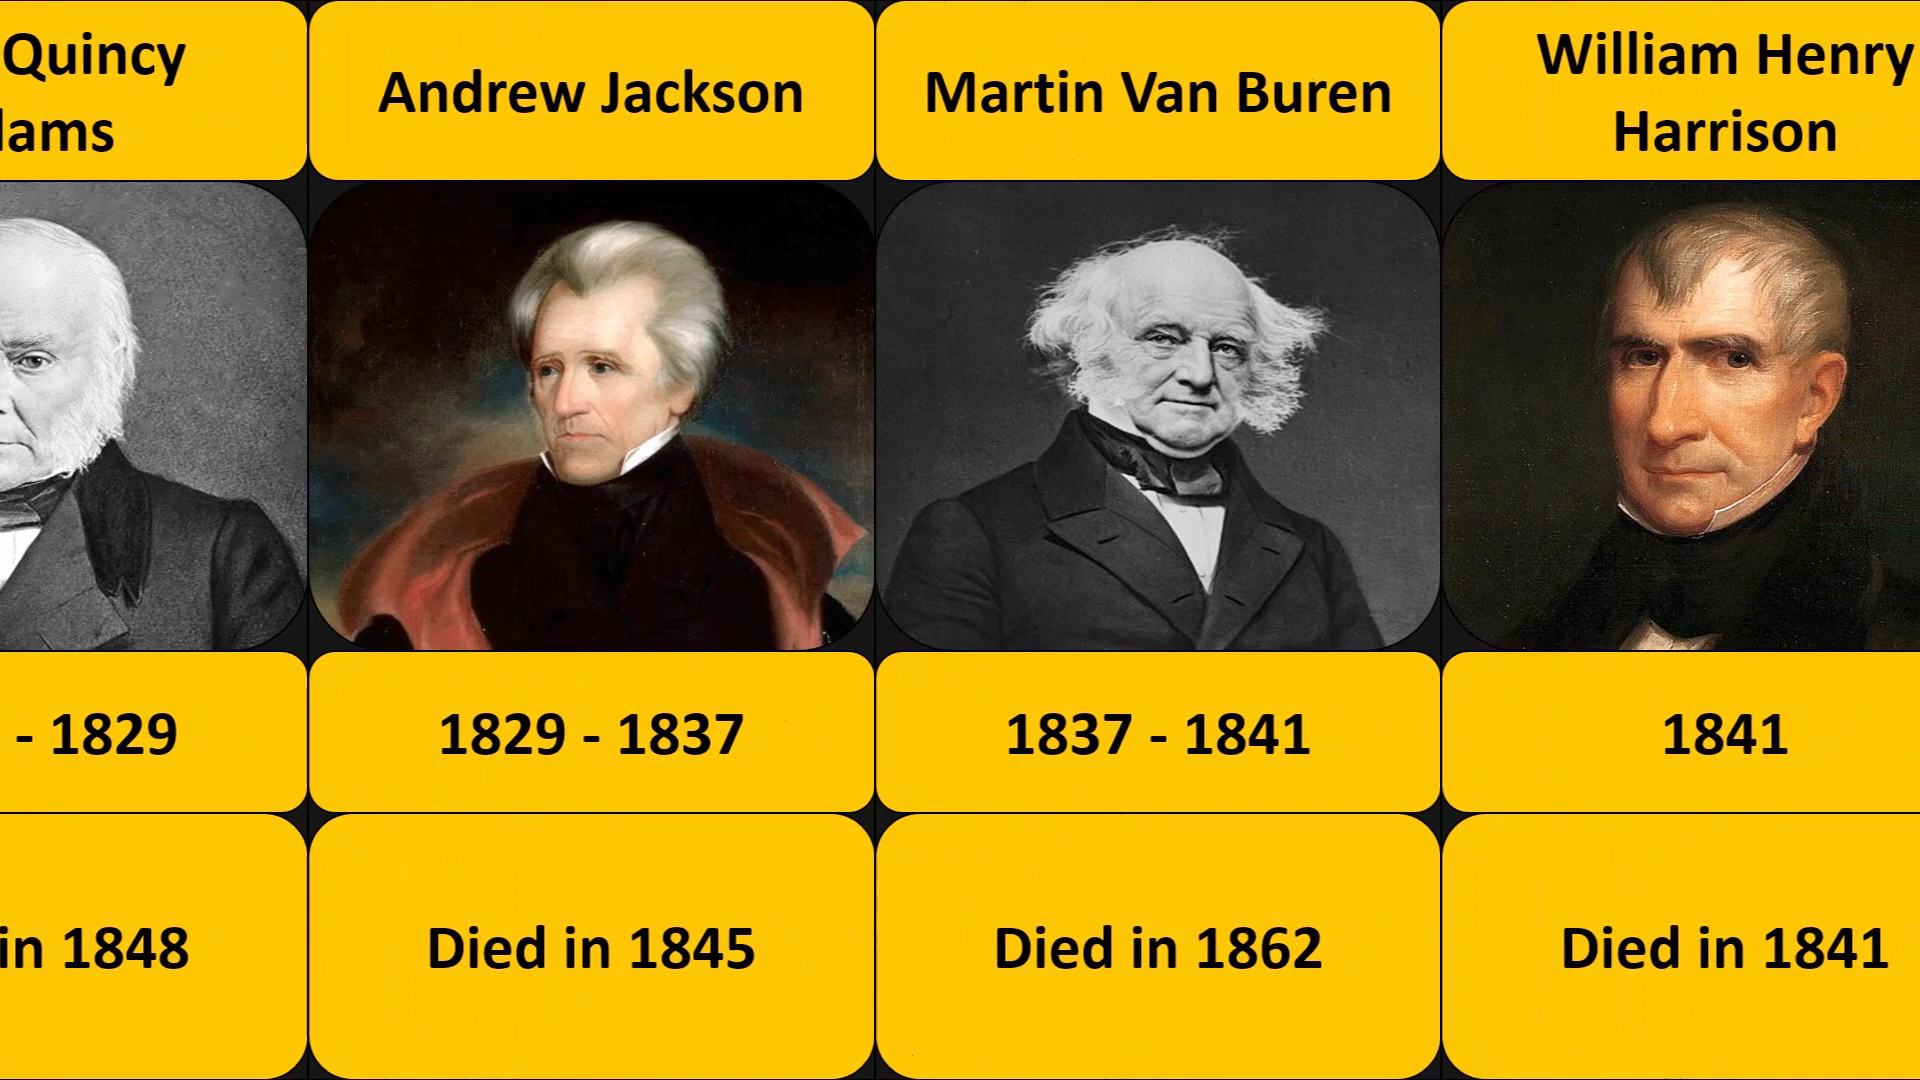 Quincy
Andrew Jackson
Martin Van Buren
William Henry
Harrison
- 1829
1829 - 1837
1837 - 1841
1841
in 1848
Died in 1845
Died in 1862
Died in 1841